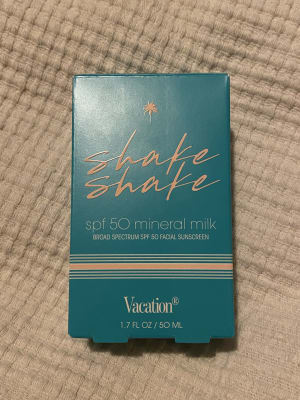 shake
shake
spf 50 mineral milk
BROAD SPECTRUM SPF 50 FACIAL SUNSCREEN
Vacation®
1.7 FL OZ / 50 ML